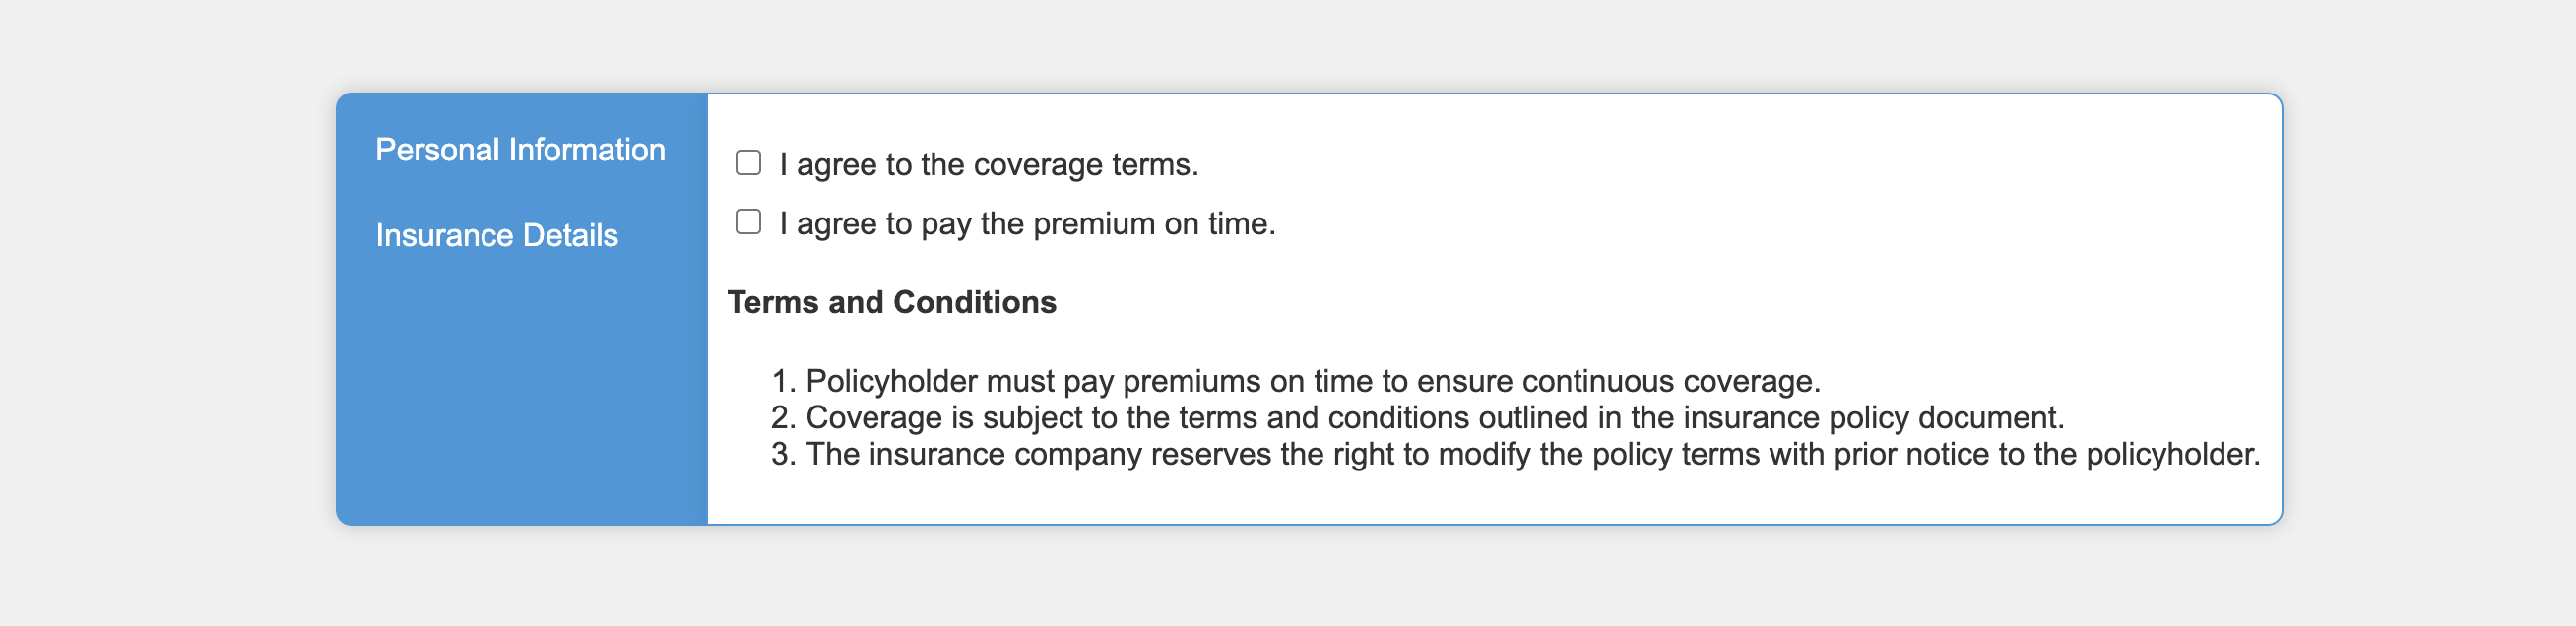 Personal Information
Insurance Details
I agree to the coverage terms.
I agree to pay the premium on time.
Terms and Conditions
1. Policyholder must pay premiums on time to ensure continuous coverage.
2. Coverage is subject to the terms and conditions outlined in the insurance policy document.
3. The insurance company reserves the right to modify the policy terms with prior notice to the policyholder.